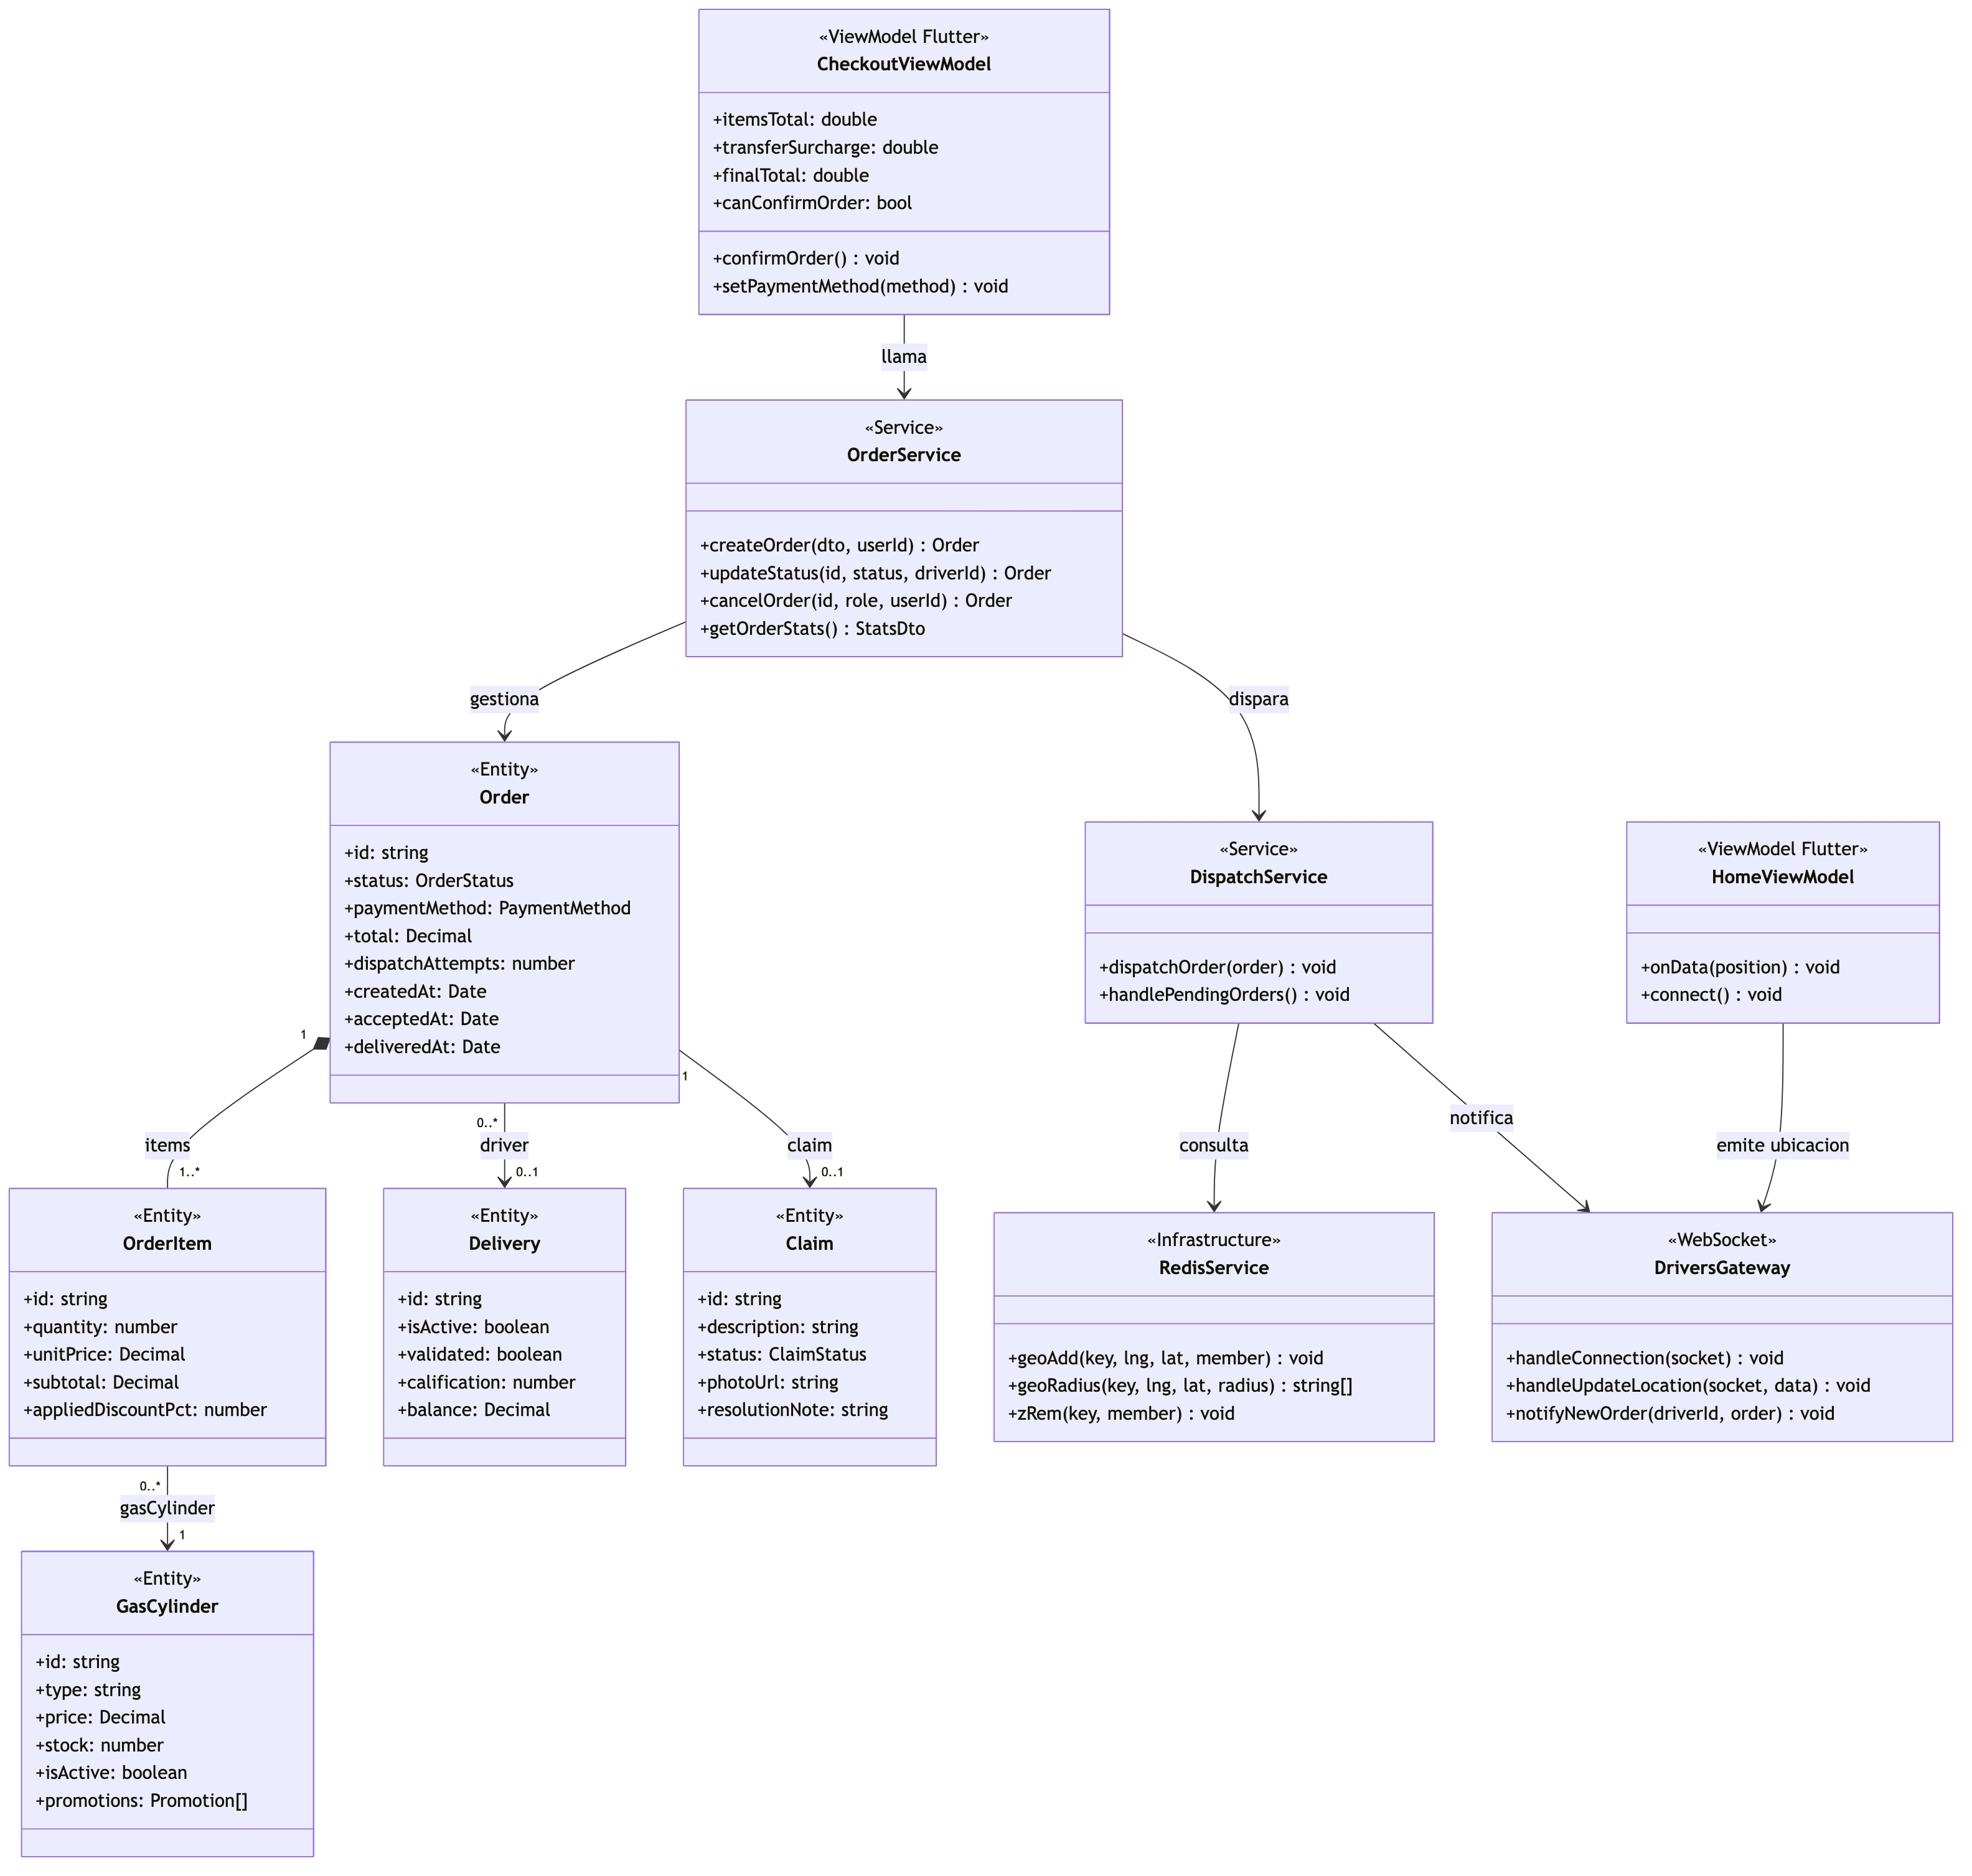 «ViewModel Flutter»
CheckoutViewModel
+itemsTotal: double
+transferSurcharge: double
+finalTotal: double
+canConfirmOrder: bool
+confirmOrder() : void
+setPaymentMethod(method) : void
llama
«Service»
OrderService
+createOrder(dto, userId) : Order
+updateStatus(id, status, driverId) : Order
+cancelOrder(id, role, userId) : Order
+getOrderStats() : StatsDto
gestiona
dispara
«Entity»
Order
+id: string
+status: OrderStatus
+paymentMethod: PaymentMethod
+total: Decimal
+dispatchAttempts: number
+createdAt: Date
+acceptedAt: Date
+deliveredAt: Date
«Service»
DispatchService
+dispatchOrder(order) : void
+handlePendingOrders() : void
«ViewModel Flutter»
HomeViewModel
+onData(position) : void
+connect() : void
1
items
1..*
0..*
driver
0..1
1
claim
0..1
consulta
notifica
emite ubicacion
«Entity»
OrderItem
+id: string
+quantity: number
+unitPrice: Decimal
+subtotal: Decimal
+appliedDiscountPct: number
«Entity»
Delivery
+id: string
+isActive: boolean
+validated: boolean
+calification: number
+balance: Decimal
«Entity»
Claim
+id: string
+description: string
+status: ClaimStatus
+photoUrl: string
+resolutionNote: string
«Infrastructure»
RedisService
+geoAdd(key, lng, lat, member) : void
+geoRadius(key, lng, lat, radius) : string[]
+zRem(key, member) : void
«WebSocket»
DriversGateway
+handleConnection(socket) : void
+handleUpdateLocation(socket, data) : void
+notifyNewOrder(driverId, order) : void
0..*
gasCylinder
1
«Entity»
GasCylinder
+id: string
+type: string
+price: Decimal
+stock: number
+isActive: boolean
+promotions: Promotion[]